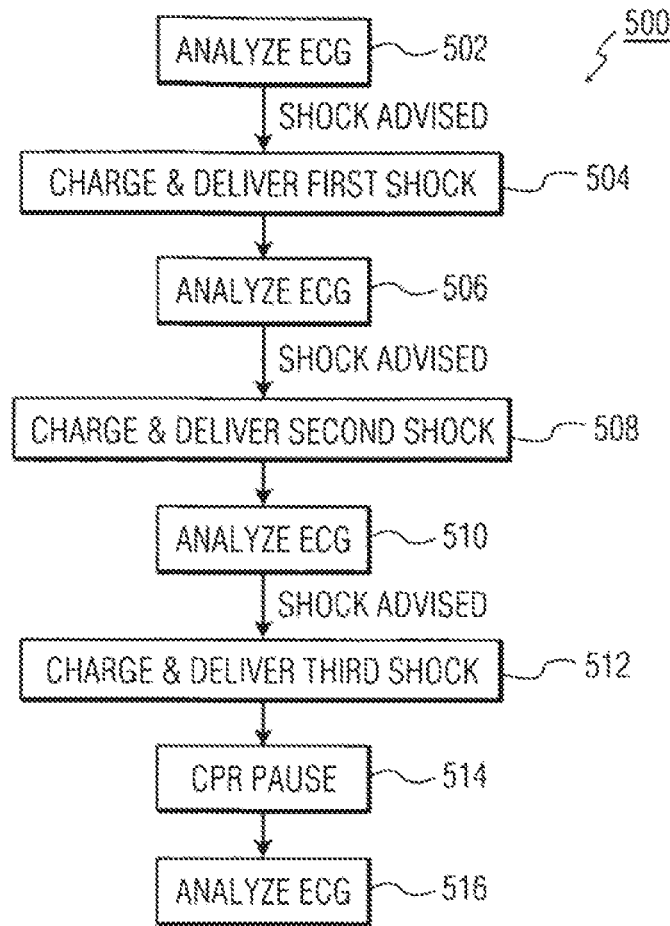 500
ANALYZE ECG 502
SHOCK ADVISED
CHARGE & DELIVER FIRST SHOCK 504
ANALYZE ECG 506
SHOCK ADVISED
CHARGE & DELIVER SECOND SHOCK 508
ANALYZE ECG 510
SHOCK ADVISED
CHARGE & DELIVER THIRD SHOCK 512
CPR PAUSE 514
ANALYZE ECG 516